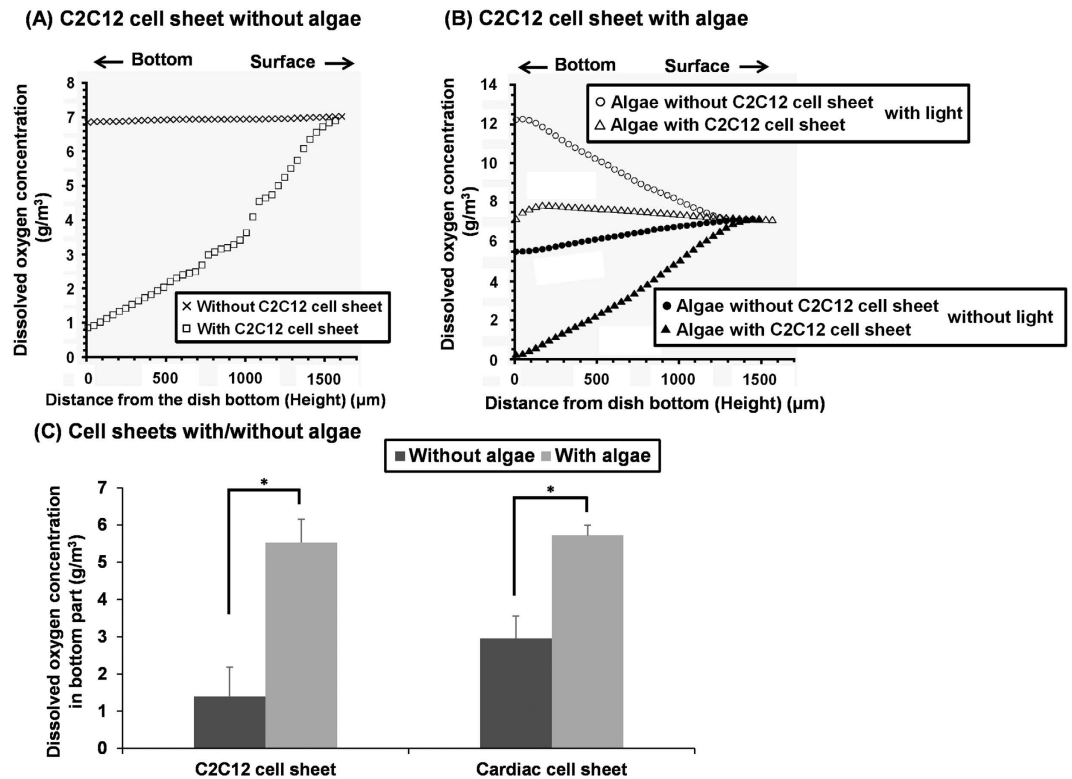 (A) C2C12 cell sheet without algae
← Bottom Surface →
Dissolved oxygen concentration
(g/m³)
8
7
6
5
4
3
2
1
0
× Without C2C12 cell sheet
□ With C2C12 cell sheet
0 500 1000 1500
Distance from the dish bottom (Height) (μm)
(B) C2C12 cell sheet with algae
← Bottom Surface →
Dissolved oxygen concentration
(g/m³)
14
12
10
8
6
4
2
0
○ Algae without C2C12 cell sheet
△ Algae with C2C12 cell sheet
with light
● Algae without C2C12 cell sheet
▲ Algae with C2C12 cell sheet
without light
0 500 1000 1500
Distance from dish bottom (Height) (μm)
(C) Cell sheets with/without algae
■ Without algae ■ With algae
Dissolved oxygen concentration
in bottom part (g/m³)
7
6
5
4
3
2
1
0
*
*
C2C12 cell sheet Cardiac cell sheet